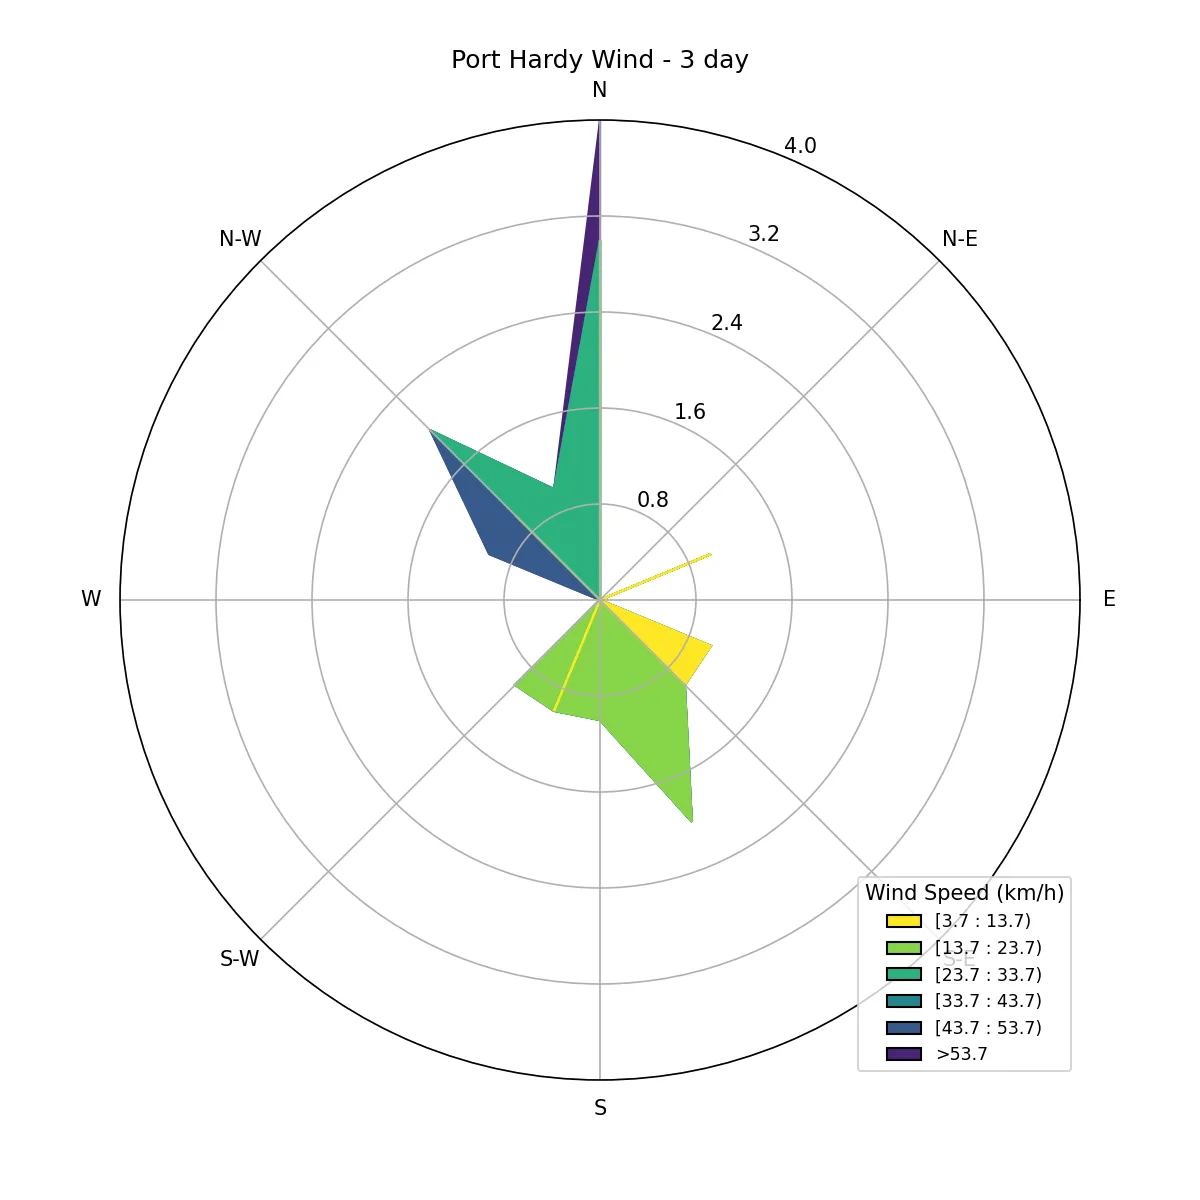 Port Hardy Wind - 3 day
N
4.0
N-W
3.2
N-E
2.4
1.6
0.8
W
E
Wind Speed (km/h)
[3.7 : 13.7)
[13.7 : 23.7)
S-W
S-E
[23.7 : 33.7)
[33.7 : 43.7)
[43.7 : 53.7)
>53.7
S